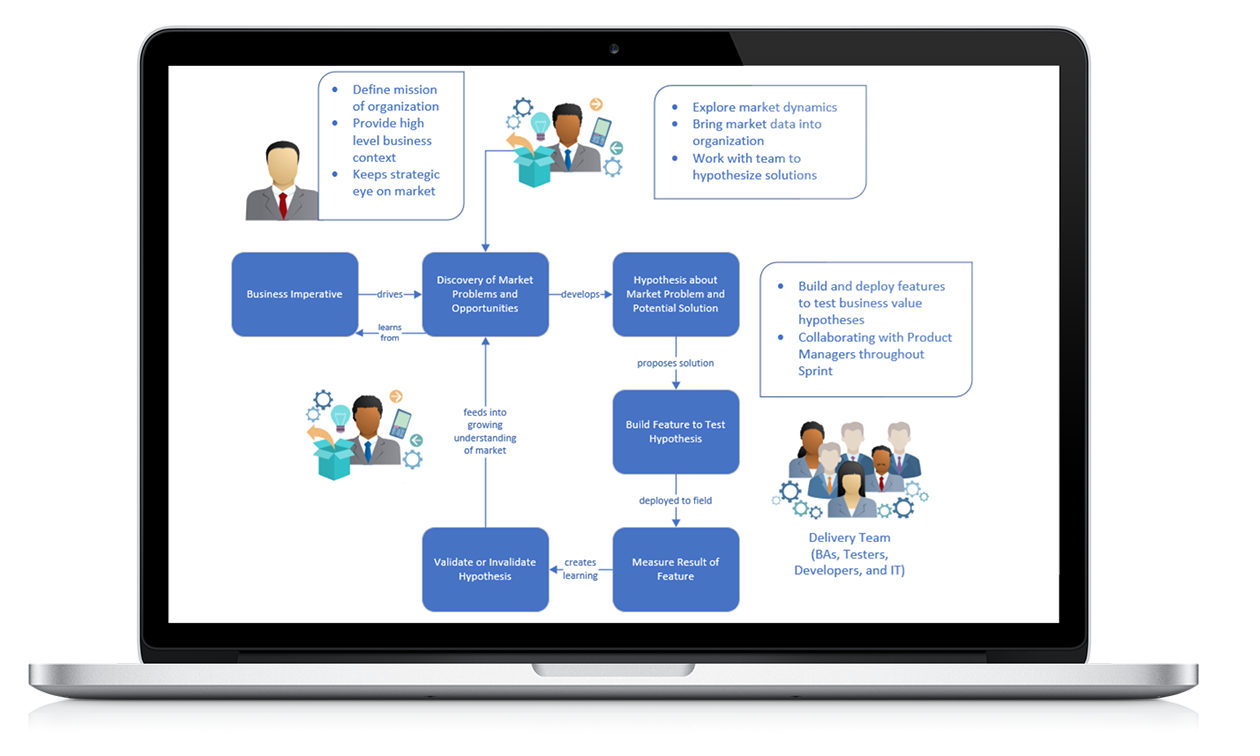 • Define mission
of organization
• Provide high
level business
context
• Keeps strategic
eye on market
• Explore market dynamics
• Bring market data into
organization
• Work with team to
hypothesize solutions
Business Imperative
drives
learns
from
Discovery of Market
Problems and
Opportunities
develops
Hypothesis about
Market Problem and
Potential Solution
• Build and deploy features
to test business value
hypotheses
• Collaborating with Product
Managers throughout
Sprint
proposes solution
Build Feature to Test
Hypothesis
feeds into
growing
understanding
of market
deployed to field
Delivery Team
(BAs, Testers,
Developers, and IT)
Measure Result of
Feature
creates
learning
Validate or Invalidate
Hypothesis